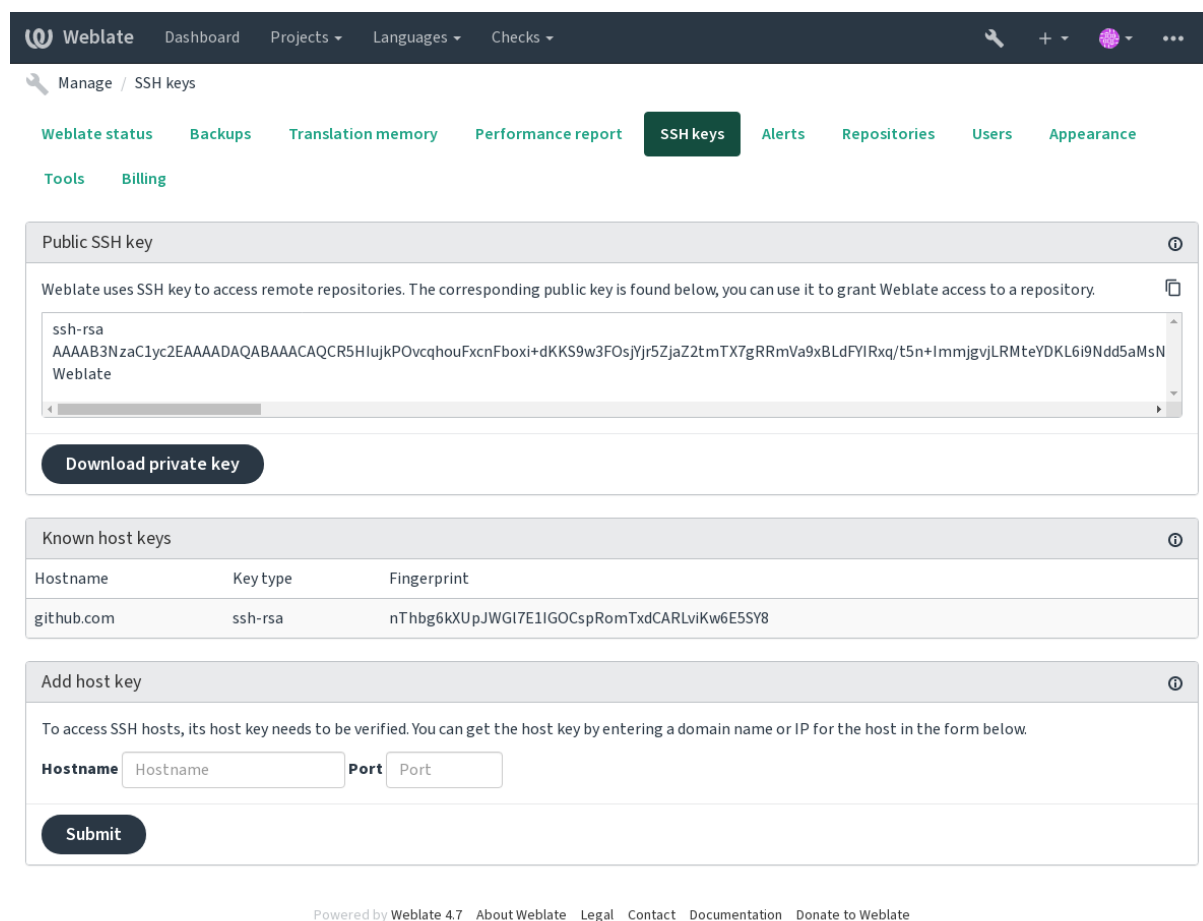 Weblate Dashboard Projects Languages Checks
Manage / SSH keys
Weblate status Backups Translation memory Performance report SSH keys Alerts Repositories Users Appearance
Tools Billing
Public SSH key
Weblate uses SSH key to access remote repositories. The corresponding public key is found below, you can use it to grant Weblate access to a repository.
ssh-rsa
AAAAB3NzaC1yc2EAAAADAQABAAACAQCR5HIujkPOvcqhouFxcnFboxi+dKKS9w3FOsjYjr5ZjaZ2tmTX7gRRmVa9xBLdFYIRxq/t5n+ImmjgvjLRMteYDKL6i9Ndd5aMsN
Weblate
Download private key
Known host keys
Hostname Key type Fingerprint
github.com ssh-rsa nThbg6kXUpJWGl7E1IGOCspRomTxdCARLviKw6E5SY8
Add host key
To access SSH hosts, its host key needs to be verified. You can get the host key by entering a domain name or IP for the host in the form below.
Hostname Hostname Port Port
Submit
Powered by Weblate 4.7 About Weblate Legal Contact Documentation Donate to Weblate